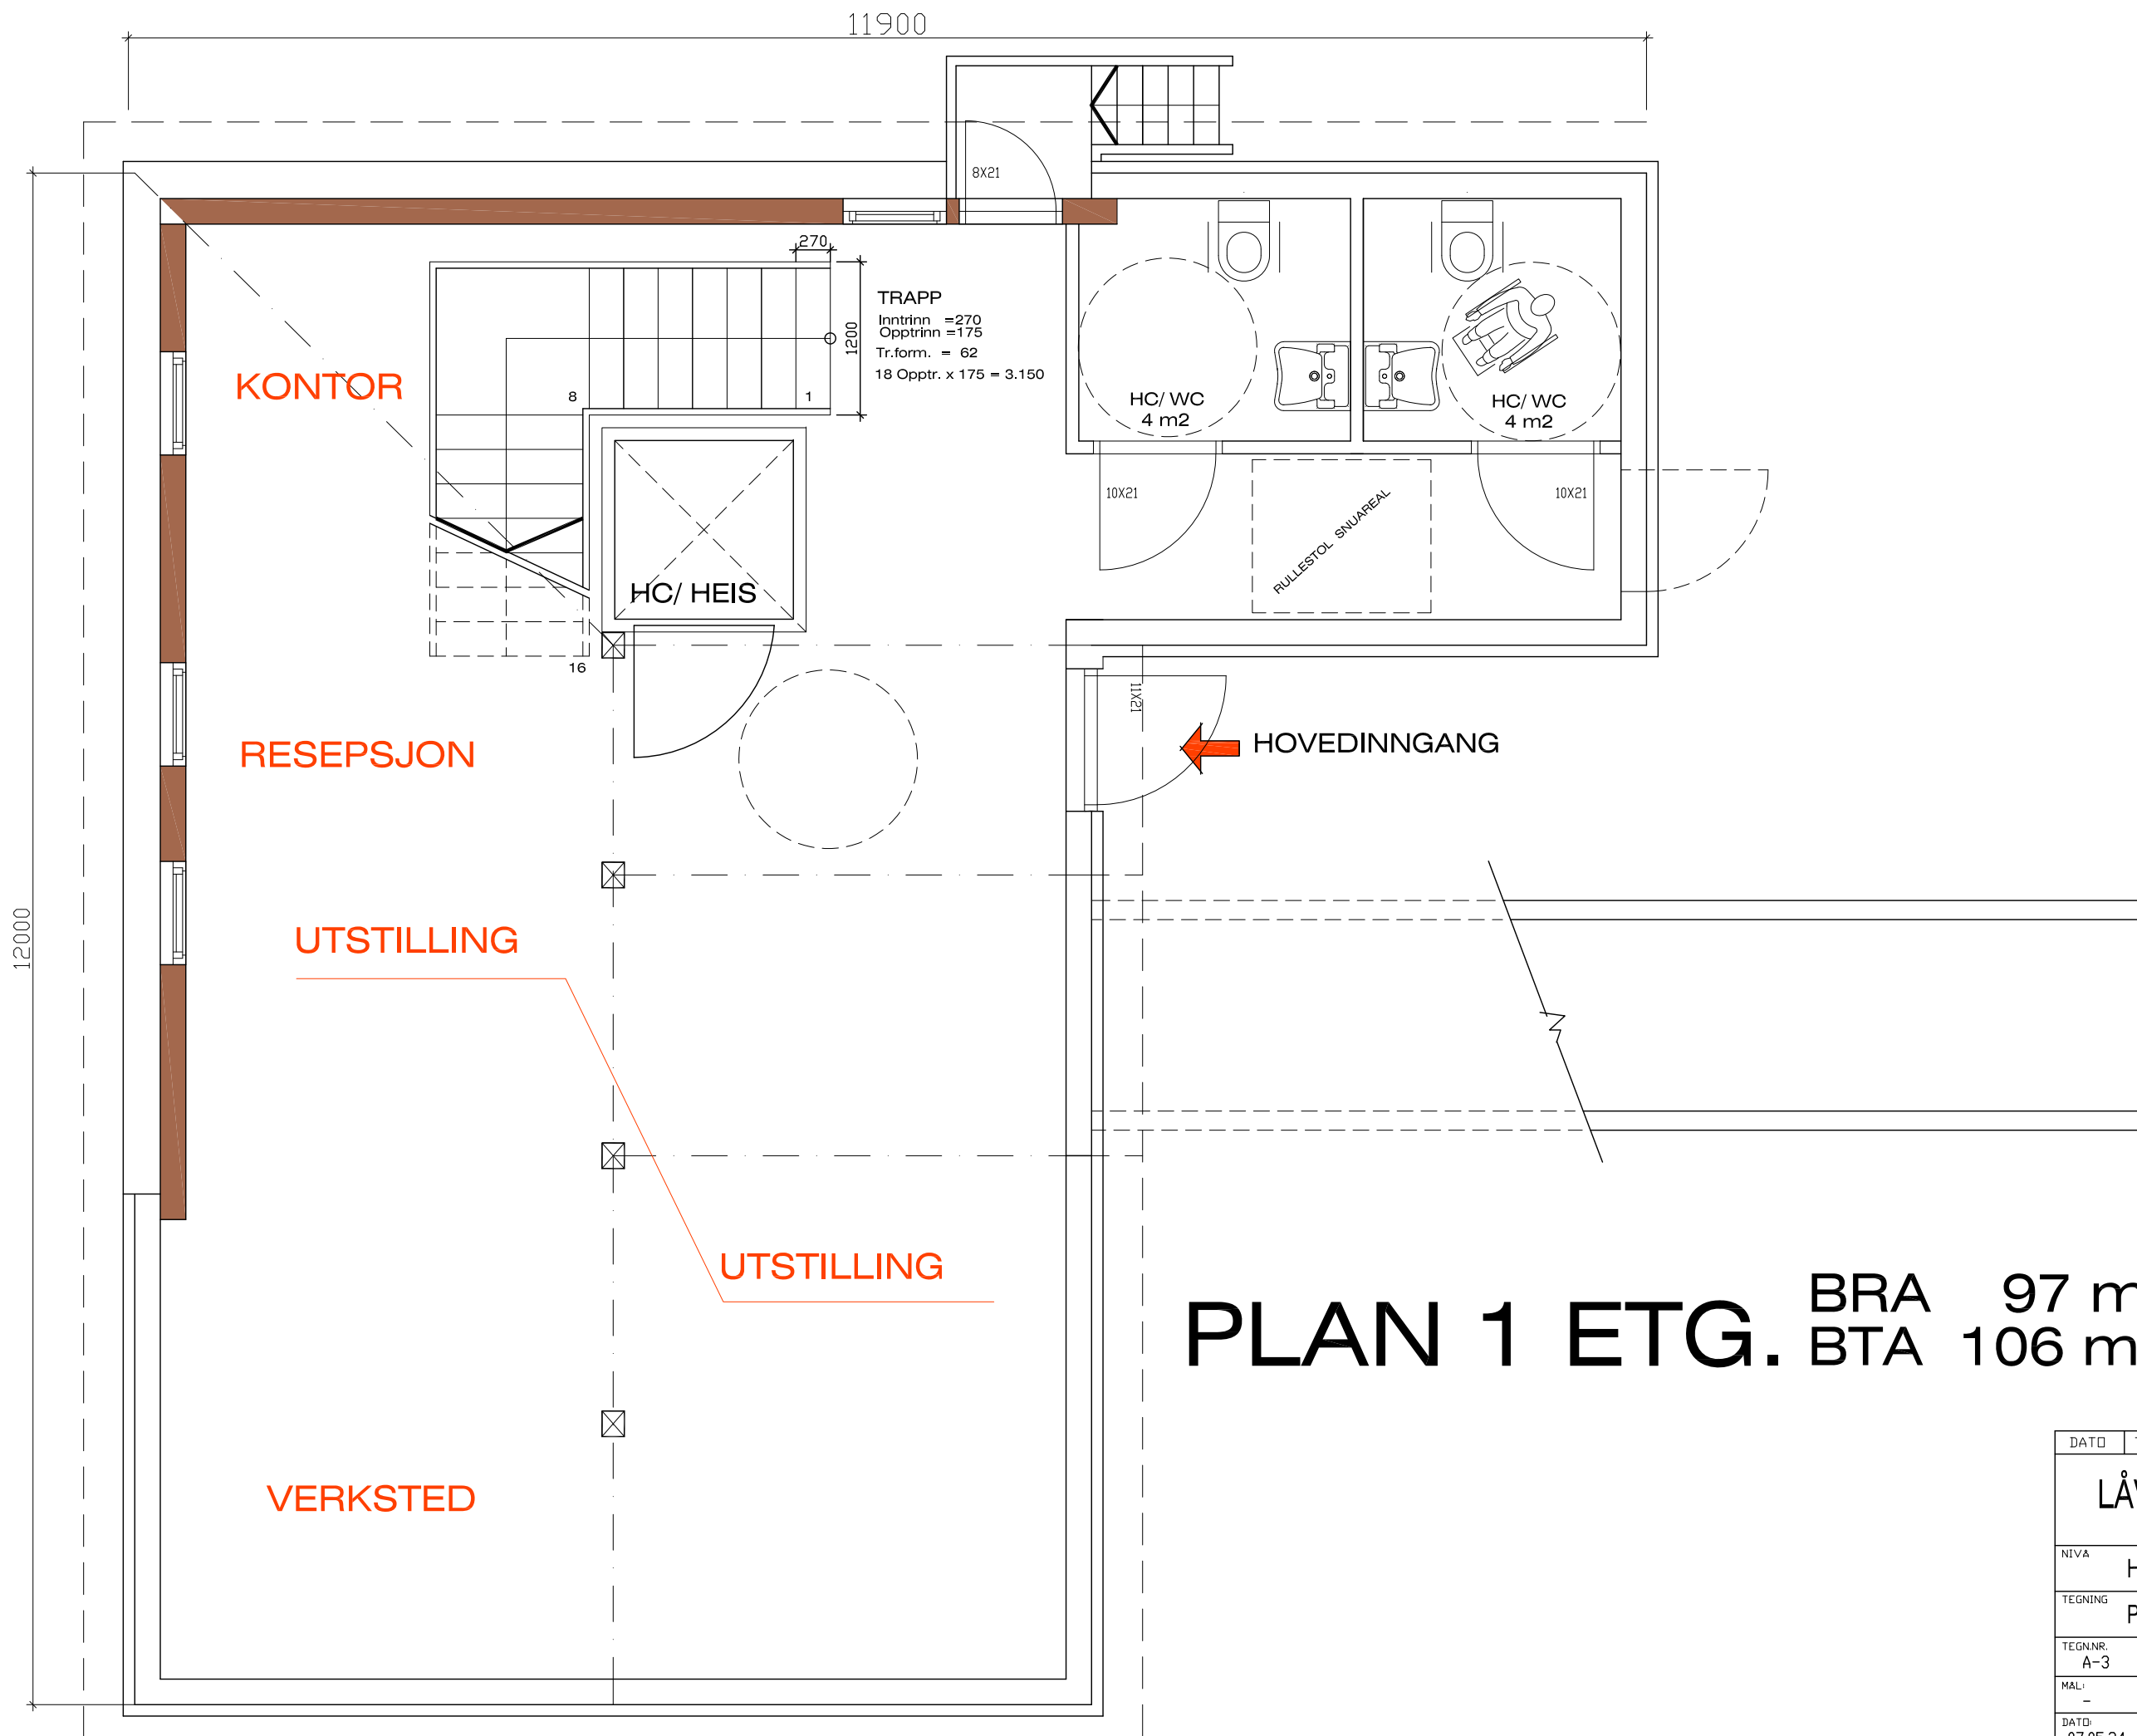 11900
8X21
270
TRAPP
Inntrinn =270
Opptrinn =175
Tr.form. = 62
18 Opptr. x 175 = 3.150
1200
8
1
KONTOR
HC/ WC
4 m2
HC/ WC
4 m2
10X21
10X21
RULLESTOL SNUAREAL
HC/ HEIS
16
11X21
RESEPSJON
HOVEDINNGANG
12000
UTSTILLING
UTSTILLING
PLAN 1 ETG.
BRA 97 m
BTA 106 m
VERKSTED
DATO
LÅV
NIVÅ
H
TEGNING
P
TEGN.NR.
A-3
MÅL:
-
DATO: